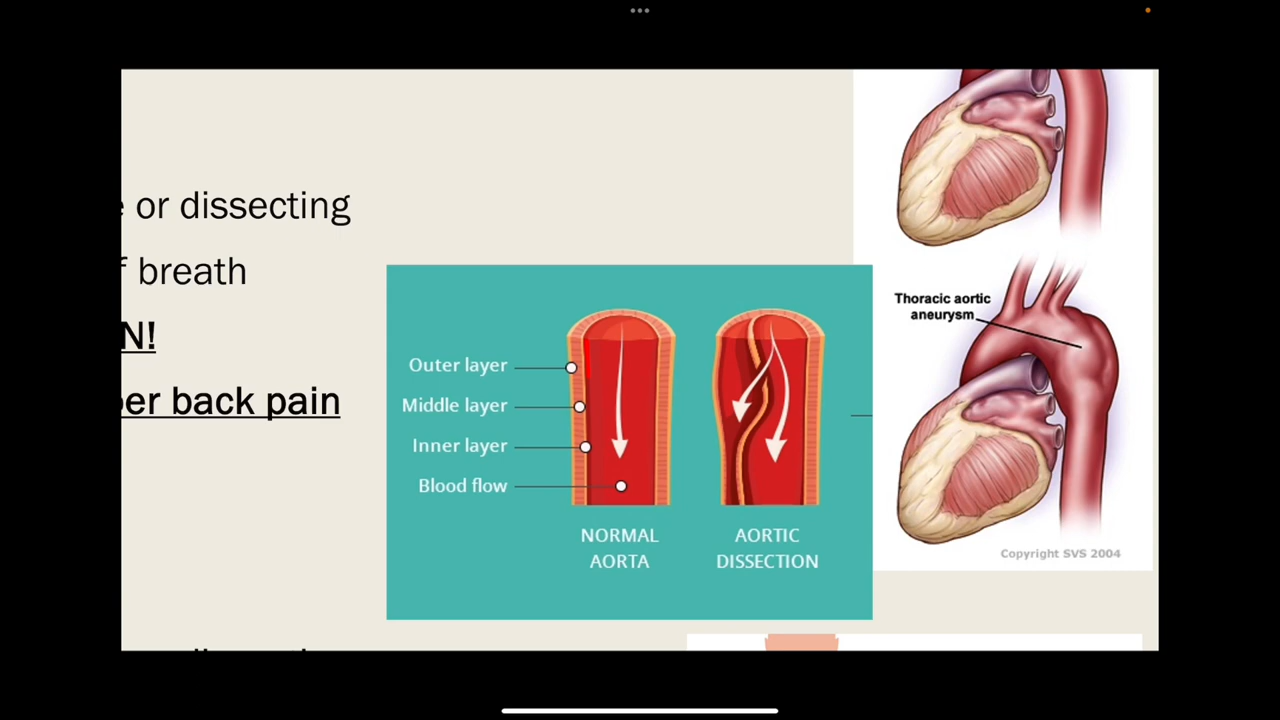 or dissecting
breath
N!
back pain
Outer layer
Middle layer
Inner layer
Blood flow
NORMAL
AORTA
AORTIC
DISSECTION
Thoracic aortic
aneurysm
Copyright SVS 2004